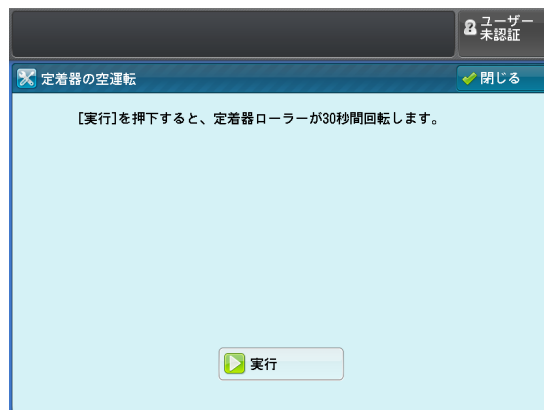 ユーザー
未認証
定着器の空運転
閉じる
[実行]を押下すると、定着器ローラーが30秒間回転します。
実行